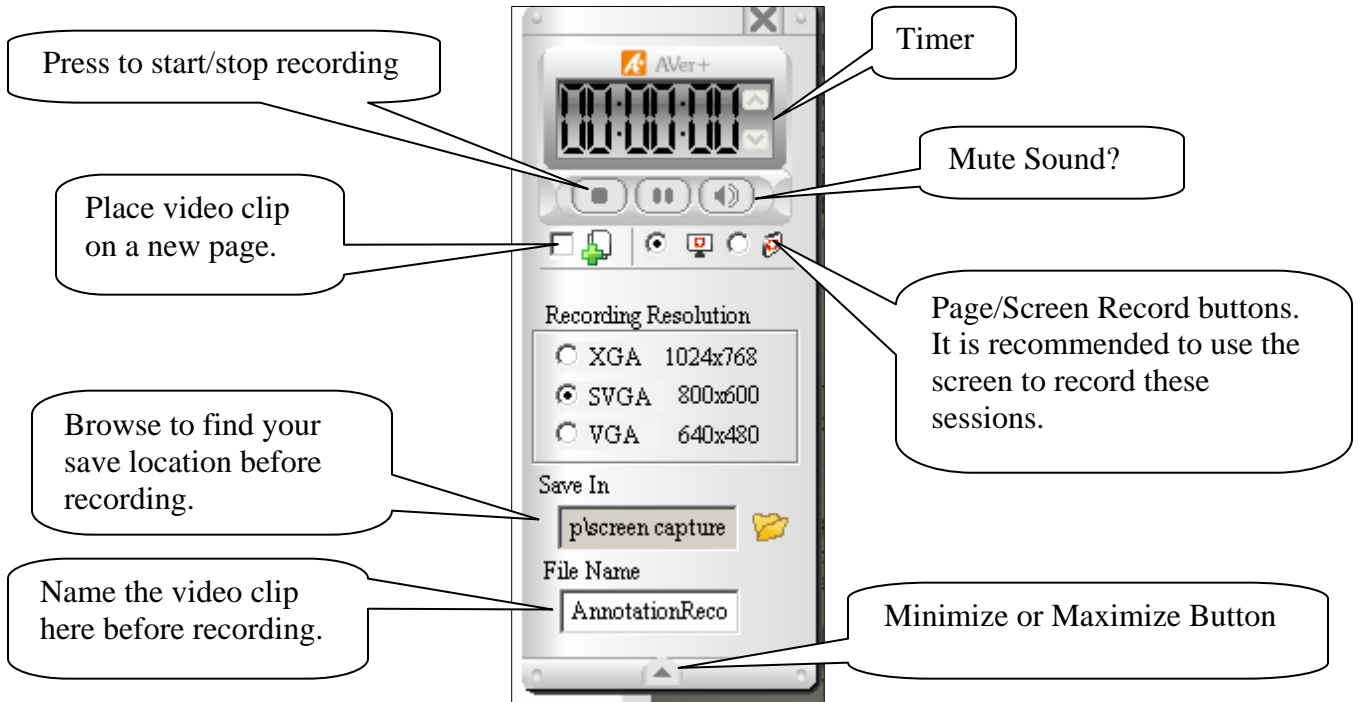 Press to start/stop recording
Timer
AVer+
00:00:00
Mute Sound?
Place video clip
on a new page.
Page/Screen Record buttons.
It is recommended to use the
screen to record these
sessions.
Recording Resolution
XGA 1024x768
SVGA 800x600
VGA 640x480
Browse to find your
save location before
recording.
Save In
p\screen capture
File Name
AnnotationReco
Name the video clip
here before recording.
Minimize or Maximize Button